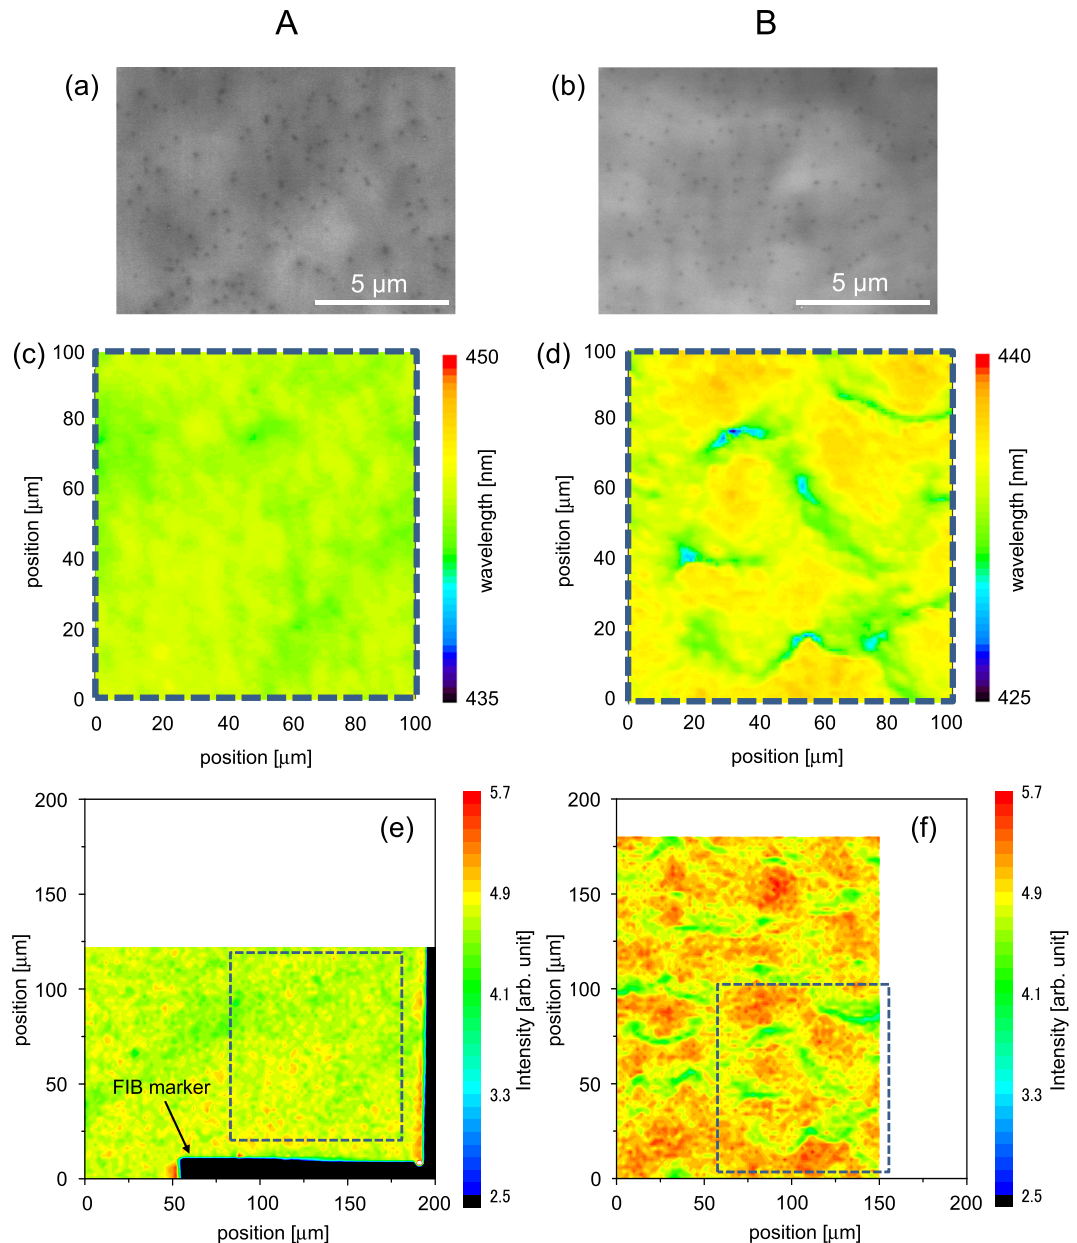 A
B
(a)
5 μm
(b)
5 μm
(c)
100
80
60
40
20
0
position [μm]
0 20 40 60 80 100
position [μm]
450
wavelength [nm]
435
(d)
100
80
60
40
20
0
position [μm]
0 20 40 60 80 100
position [μm]
440
wavelength [nm]
425
(e)
200
150
100
50
0
position [μm]
FIB marker
0 50 100 150 200
position [μm]
5.7
4.9
4.1
3.3
2.5
Intensity [arb. unit]
(f)
200
150
100
50
0
position [μm]
0 50 100 150 200
position [μm]
5.7
4.9
4.1
3.3
2.5
Intensity [arb. unit]